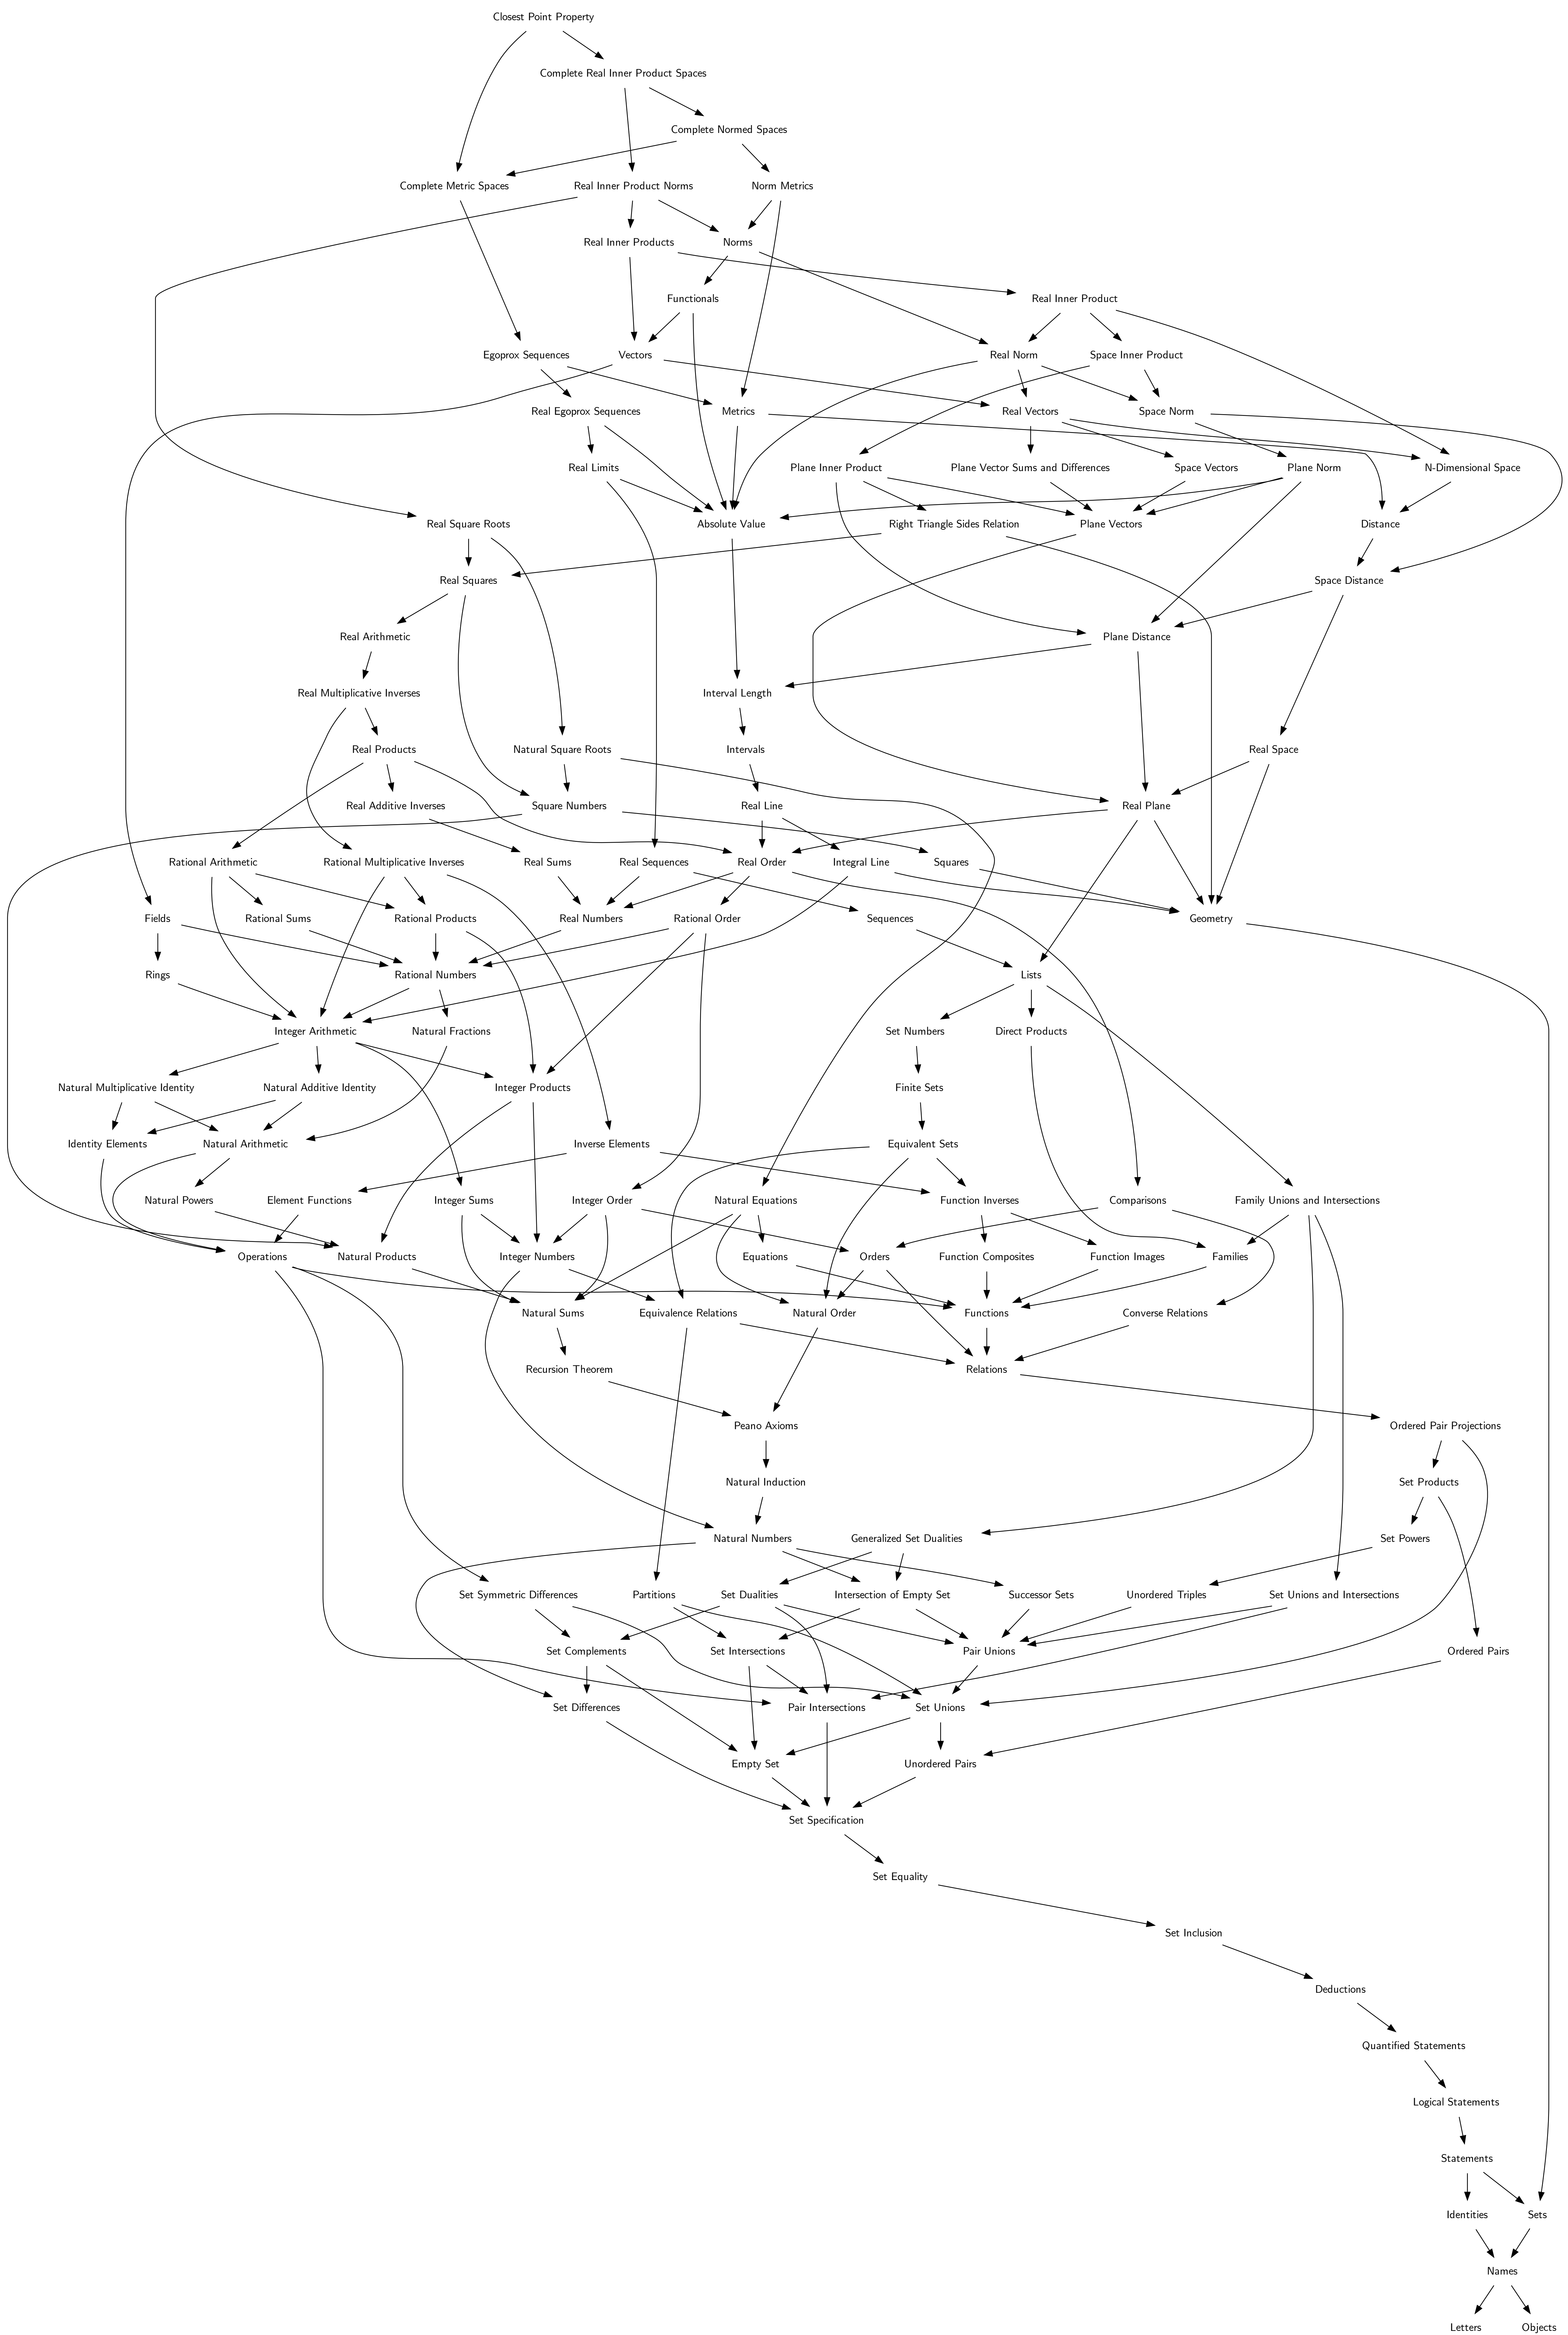 Closest Point Property
Complete Real Inner Product Spaces
Complete Normed Spaces
Complete Metric Spaces
Real Inner Product Norms
Norm Metrics
Real Inner Products
Norms
Functionals
Real Inner Product
Egoprox Sequences
Vectors
Real Norm
Space Inner Product
Real Egoprox Sequences
Metrics
Real Vectors
Space Norm
Real Limits
Plane Inner Product
Plane Vector Sums and Differences
Space Vectors
Plane Norm
N-Dimensional Space
Real Square Roots
Absolute Value
Right Triangle Sides Relation
Plane Vectors
Distance
Real Squares
Space Distance
Real Arithmetic
Plane Distance
Real Multiplicative Inverses
Interval Length
Real Products
Natural Square Roots
Intervals
Real Space
Real Additive Inverses
Square Numbers
Real Line
Real Plane
Rational Arithmetic
Rational Multiplicative Inverses
Real Sums
Real Sequences
Real Order
Integral Line
Squares
Fields
Rational Sums
Rational Products
Real Numbers
Rational Order
Sequences
Geometry
Rings
Rational Numbers
Lists
Integer Arithmetic
Natural Fractions
Set Numbers
Direct Products
Natural Multiplicative Identity
Natural Additive Identity
Integer Products
Finite Sets
Identity Elements
Natural Arithmetic
Inverse Elements
Equivalent Sets
Natural Powers
Element Functions
Integer Sums
Integer Order
Natural Equations
Function Inverses
Comparisons
Family Unions and Intersections
Operations
Natural Products
Integer Numbers
Equations
Orders
Function Composites
Function Images
Families
Natural Sums
Equivalence Relations
Natural Order
Functions
Converse Relations
Recursion Theorem
Relations
Peano Axioms
Ordered Pair Projections
Natural Induction
Set Products
Natural Numbers
Generalized Set Dualities
Set Powers
Set Symmetric Differences
Partitions
Set Dualities
Intersection of Empty Set
Successor Sets
Unordered Triples
Set Unions and Intersections
Set Complements
Set Intersections
Pair Unions
Ordered Pairs
Set Differences
Pair Intersections
Set Unions
Empty Set
Unordered Pairs
Set Specification
Set Equality
Set Inclusion
Deductions
Quantified Statements
Logical Statements
Statements
Identities
Sets
Names
Letters
Objects